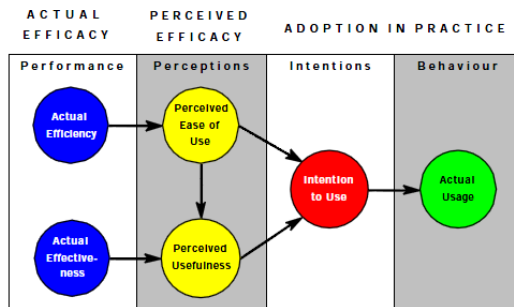 ACTUAL
EFFICACY
PERCEIVED
EFFICACY
ADOPTION IN PRACTICE
Performance
Perceptions
Intentions
Behaviour
Actual
Efficiency
Perceived
Ease of
Use
Intention
to Use
Actual
Usage
Actual
Effective-
ness
Perceived
Usefulness